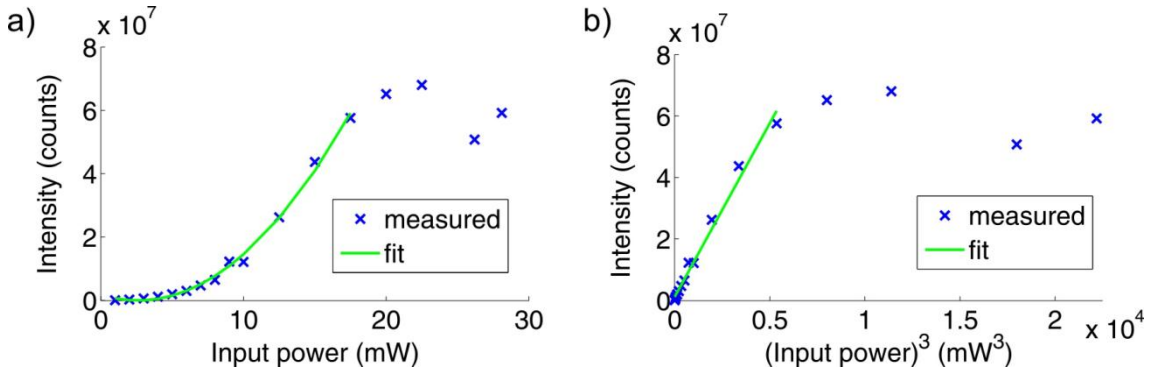 a)
x 10^7
8
6
4
2
0
Intensity (counts)
measured
fit
0 10 20 30
Input power (mW)
b)
x 10^7
8
6
4
2
0
Intensity (counts)
measured
fit
0 0.5 1 1.5 2
x 10^4
(Input power)^3 (mW^3)